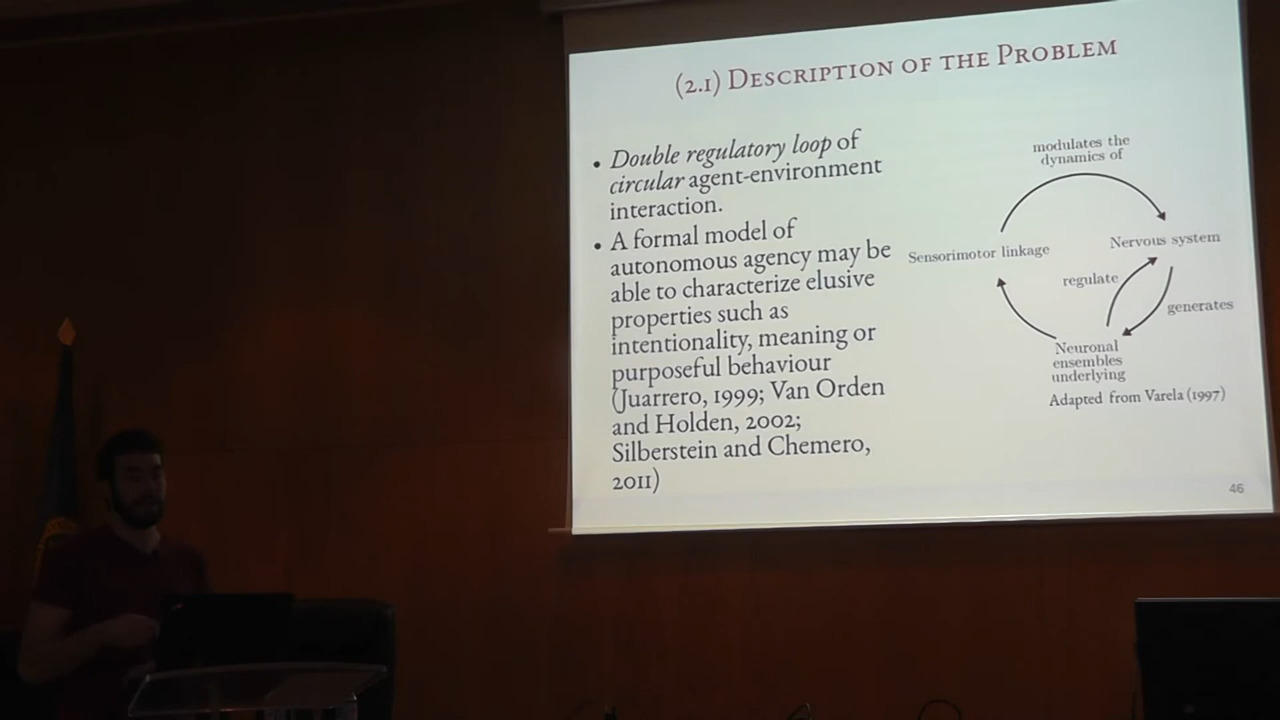 (2.1) Description of the Problem
• Double regulatory loop of
circular agent-environment
interaction.
• A formal model of
autonomous agency may be
able to characterize elusive
properties such as
intentionality, meaning or
purposeful behaviour
(Juarrero, 1999; Van Orden
and Holden, 2002;
Silberstein and Chemero,
2011)
modulates the
dynamics of
Sensorimotor linkage
Nervous system
regulate
generates
Neuronal
ensembles
underlying
Adapted from Varela (1997)
46